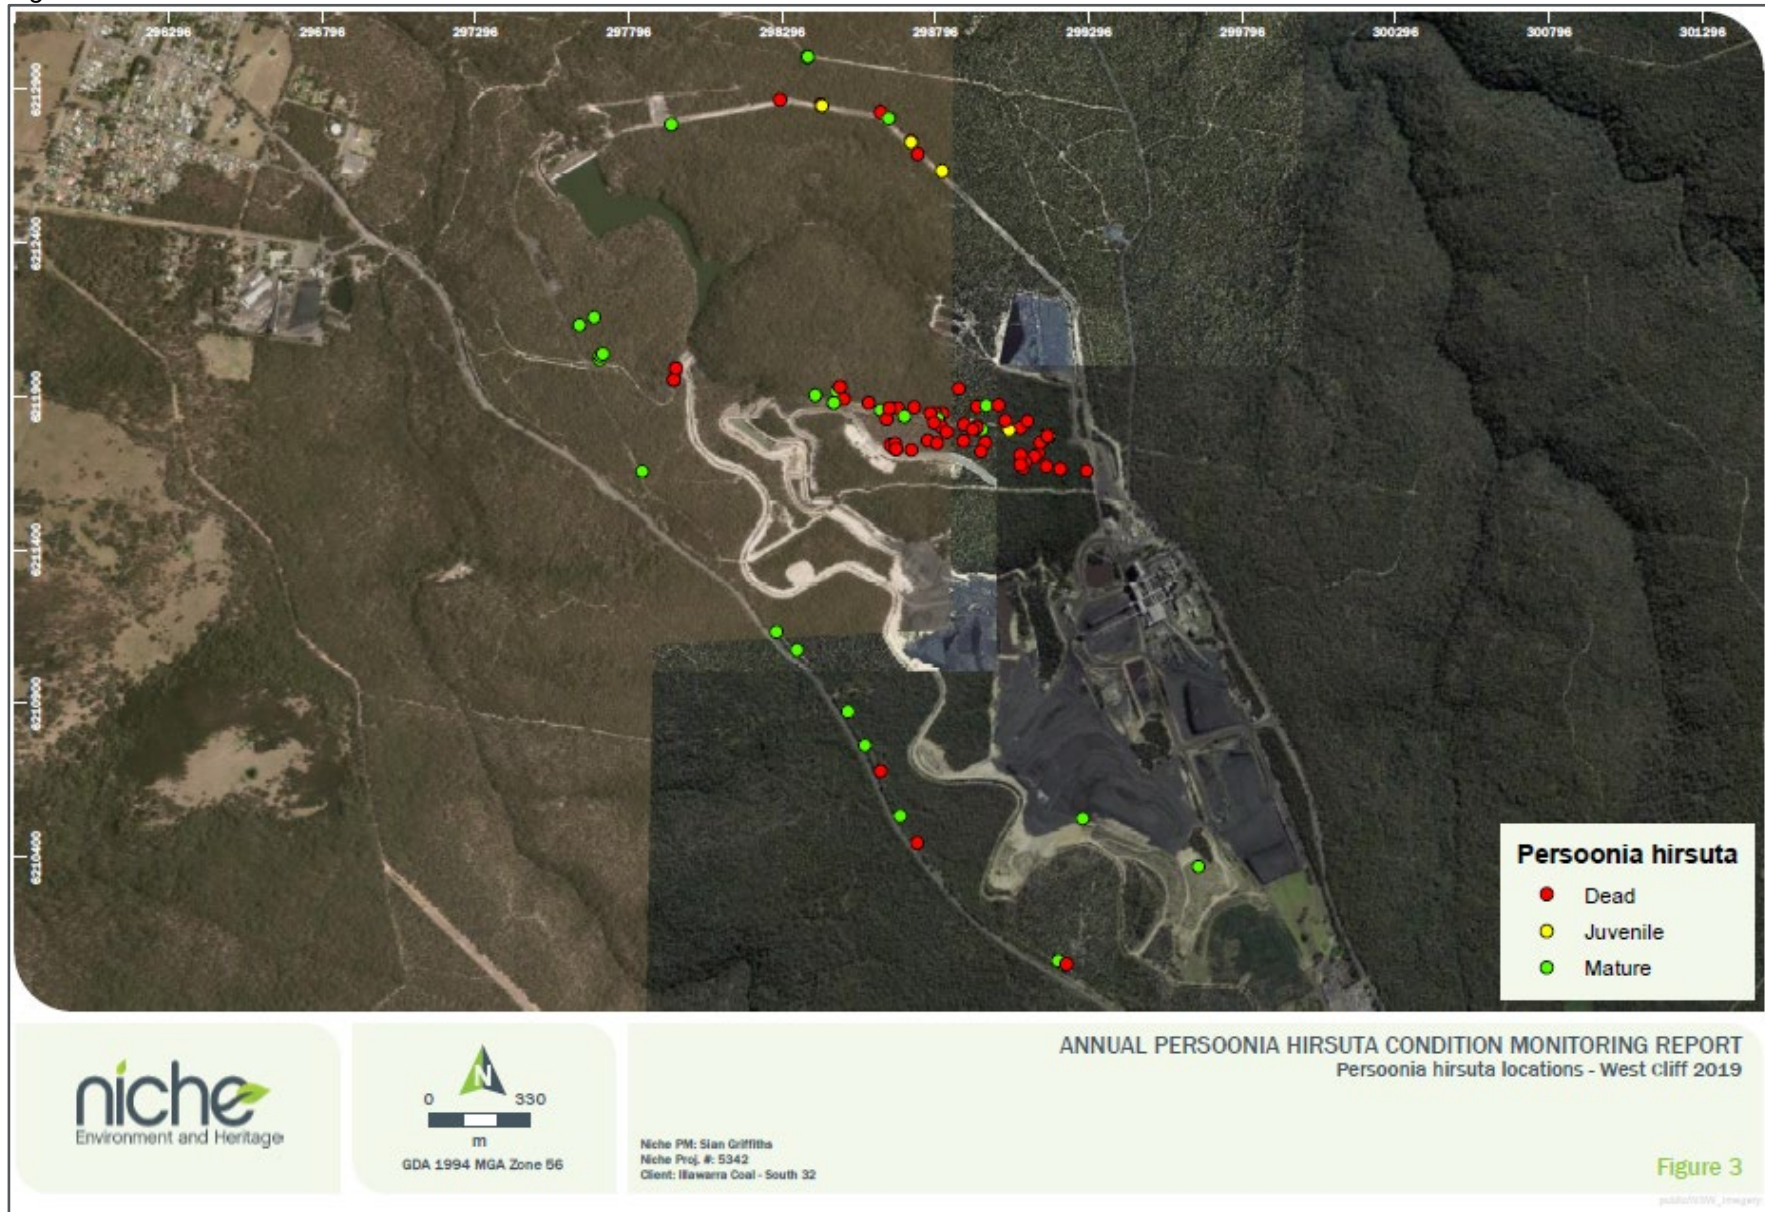 296296 296796 297296 297796 298296 298796 299296 299796 300296 300796 301296
6212900
6212400
6211900
6211400
6210900
6210400
Persoonia hirsuta
Dead
Juvenile
Mature
niche
Environment and Heritage
N
0 330
m
GDA 1994 MGA Zone 56
Niche PM: Sian Griffiths
Niche Proj. #: 5342
Client: Illawarra Coal - South 32
ANNUAL PERSOONIA HIRSUTA CONDITION MONITORING REPORT
Persoonia hirsuta locations - West Cliff 2019
Figure 3